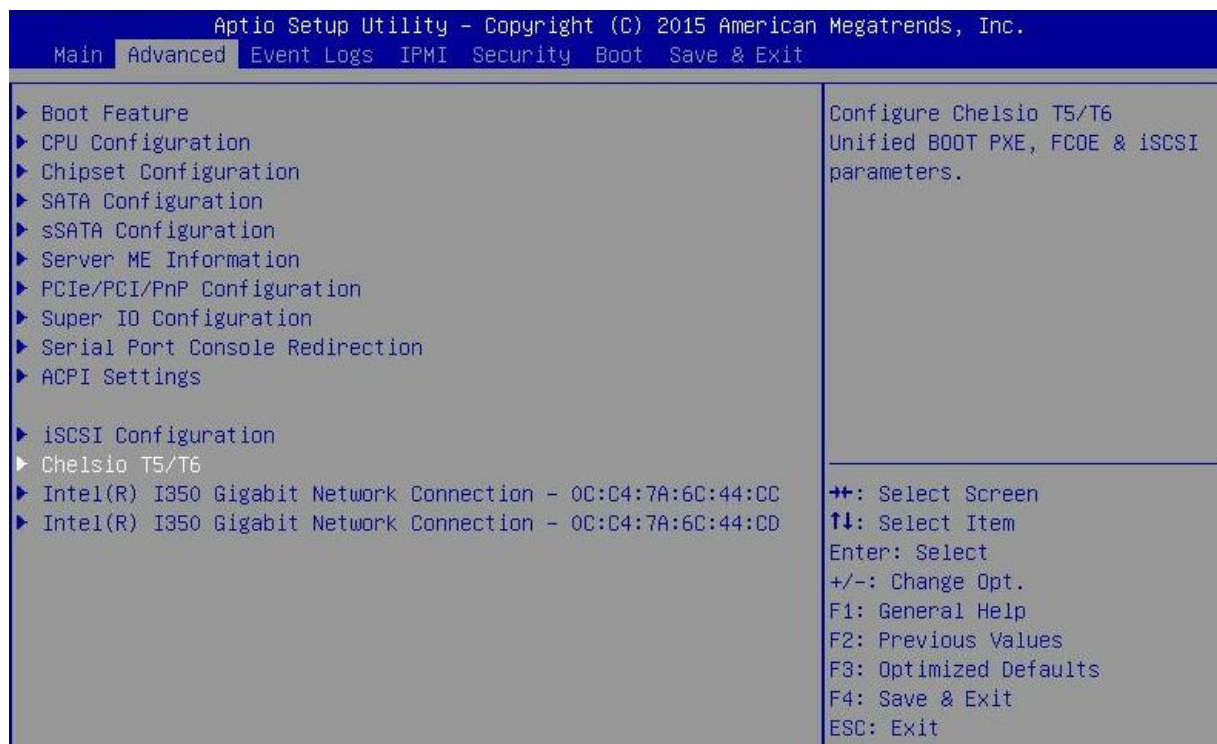 Aptio Setup Utility – Copyright (C) 2015 American Megatrends, Inc.
Main Advanced Event Logs IPMI Security Boot Save & Exit
Boot Feature
CPU Configuration
Chipset Configuration
SATA Configuration
sSATA Configuration
Server ME Information
PCIe/PCI/PnP Configuration
Super IO Configuration
Serial Port Console Redirection
ACPI Settings
iSCSI Configuration
Chelsio T5/T6
Intel(R) I350 Gigabit Network Connection – 0C:C4:7A:6C:44:CC
Intel(R) I350 Gigabit Network Connection – 0C:C4:7A:6C:44:CD
Configure Chelsio T5/T6
Unified BOOT PXE, FCOE & iSCSI
parameters.
→←: Select Screen
↑↓: Select Item
Enter: Select
+/-: Change Opt.
F1: General Help
F2: Previous Values
F3: Optimized Defaults
F4: Save & Exit
ESC: Exit